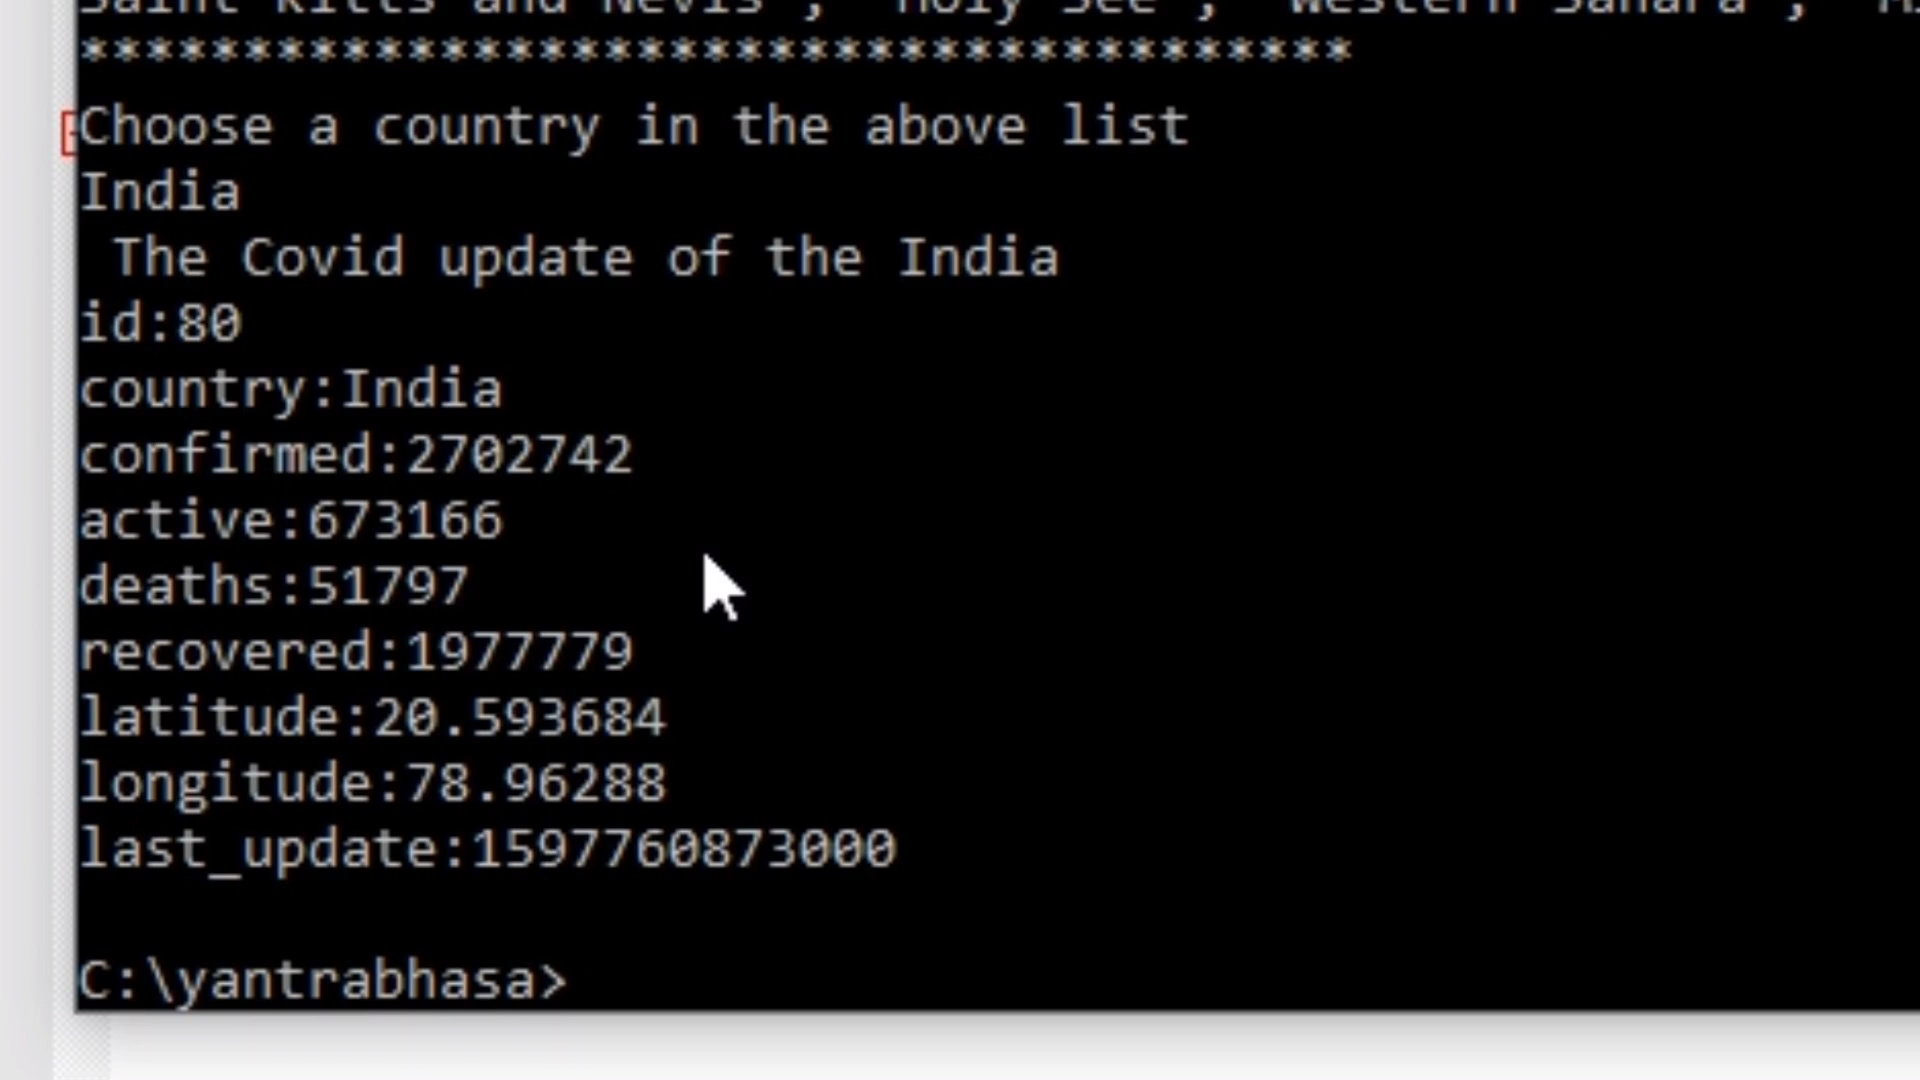 Saint Kitts and Nevis", "Holy See", "Western Sahara", "M
******************************************
Choose a country in the above list
India
 The Covid update of the India
id:80
country:India
confirmed:2702742
active:673166
deaths:51797
recovered:1977779
latitude:20.593684
longitude:78.96288
last_update:1597760873000
C:\yantrabhasa>